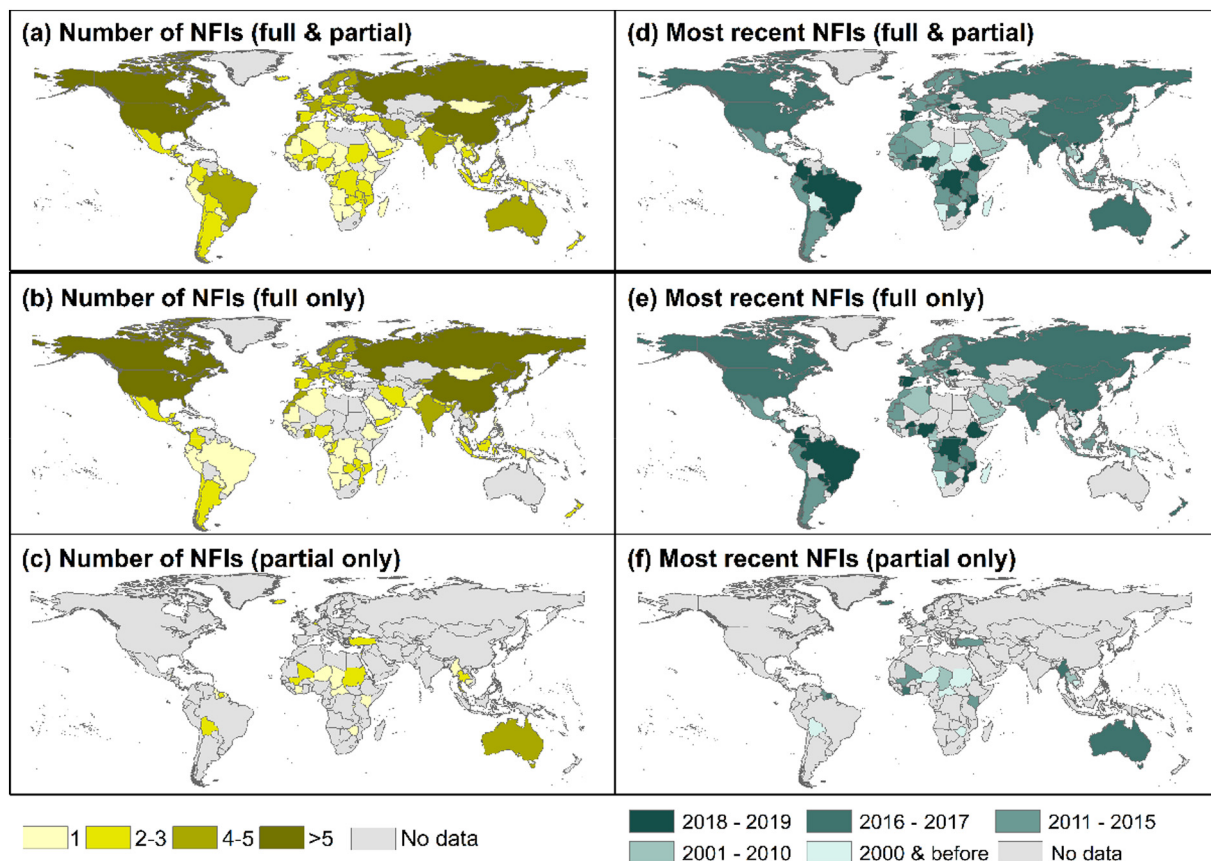 (a) Number of NFIs (full & partial)
(d) Most recent NFIs (full & partial)
(b) Number of NFIs (full only)
(e) Most recent NFIs (full only)
(c) Number of NFIs (partial only)
(f) Most recent NFIs (partial only)
1 2-3 4-5 >5 No data
2018 - 2019 2016 - 2017 2011 - 2015
2001 - 2010 2000 & before No data